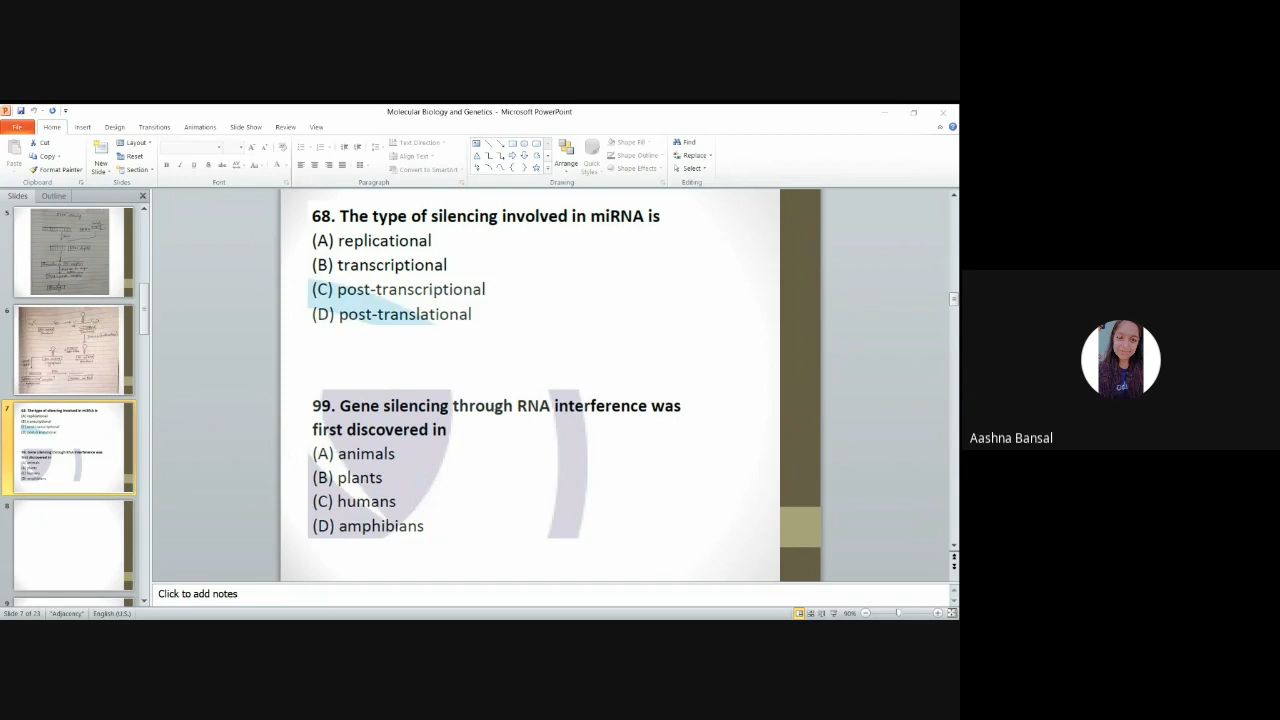 Molecular Biology and Genetics - Microsoft PowerPoint
File Home Insert Design Transitions Animations Slide Show Review View
Paste
Cut
Copy
Format Painter
Clipboard
New Slide
Layout
Reset
Section
Slides
Font
Text Direction
Align Text
Convert to SmartArt
Paragraph
Arrange
Quick Styles
Shape Fill
Shape Outline
Shape Effects
Drawing
Find
Replace
Select
Editing
Slides Outline
5
6
7
8
9
68. The type of silencing involved in miRNA is
(A) replicational
(B) transcriptional
(C) post-transcriptional
(D) post-translational
99. Gene silencing through RNA interference was
first discovered in
(A) animals
(B) plants
(C) humans
(D) amphibians
Click to add notes
Slide 7 of 23 "Adjacency" English (U.S.) 90%
Aashna Bansal